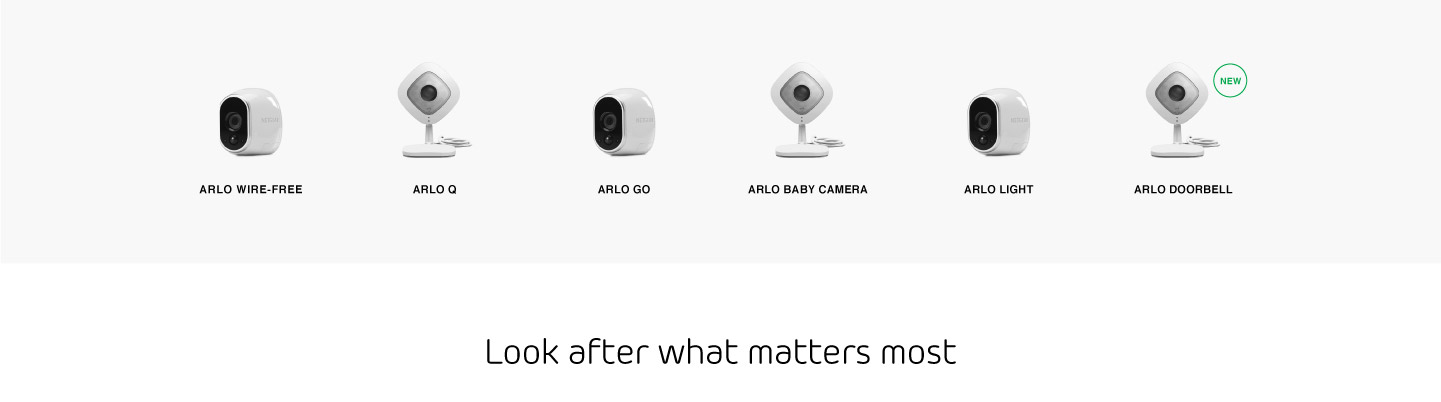 NEW
ARLO WIRE-FREE
ARLO Q
ARLO GO
ARLO BABY CAMERA
ARLO LIGHT
ARLO DOORBELL
Look after what matters most